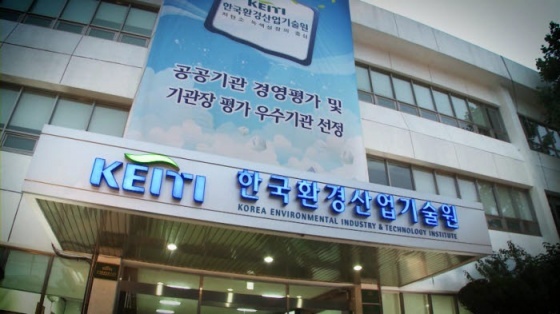 KEITI
한국환경산업기술원
공공기관 경영평가 및
기관장 평가 우수기관 선정
KEITI 한국환경산업기술원
KOREA ENVIRONMENTAL INDUSTRY & TECHNOLOGY INSTITUTE